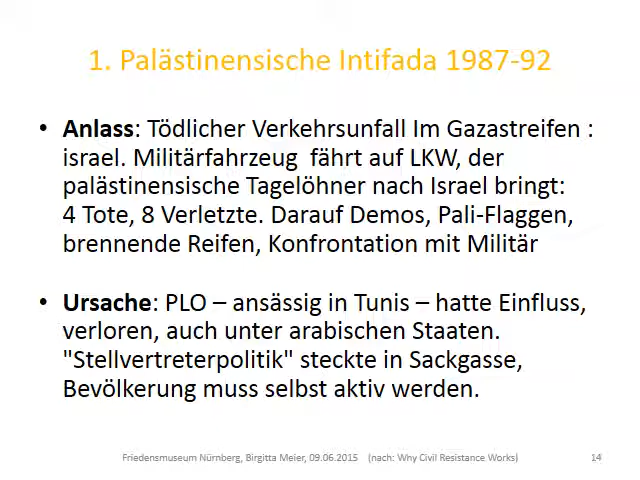 1. Palästinensische Intifada 1987-92
• Anlass: Tödlicher Verkehrsunfall Im Gazastreifen :
israel. Militärfahrzeug fährt auf LKW, der
palästinensische Tagelöhner nach Israel bringt:
4 Tote, 8 Verletzte. Darauf Demos, Pali-Flaggen,
brennende Reifen, Konfrontation mit Militär
• Ursache: PLO – ansässig in Tunis – hatte Einfluss,
verloren, auch unter arabischen Staaten.
"Stellvertreterpolitik" steckte in Sackgasse,
Bevölkerung muss selbst aktiv werden.
Friedensmuseum Nürnberg, Birgitta Meier, 09.06.2015 (nach: Why Civil Resistance Works) 14